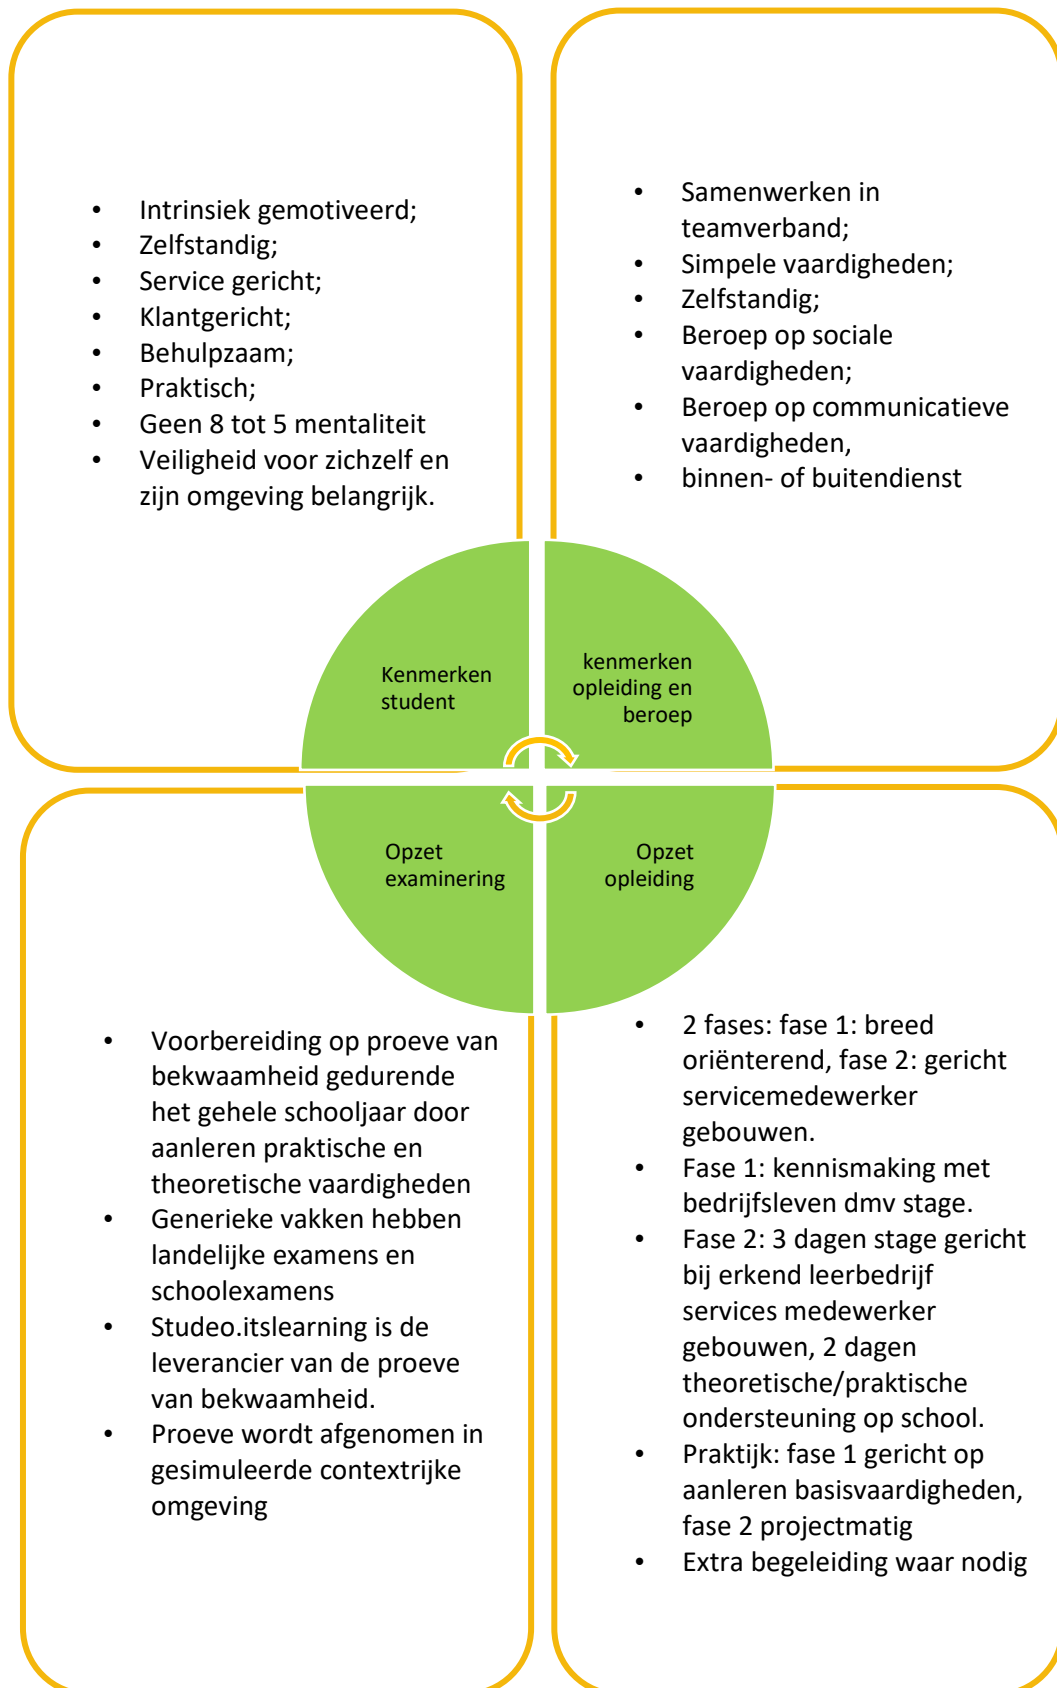 • Intrinsiek gemotiveerd;
• Zelfstandig;
• Service gericht;
• Klantgericht;
• Behulpzaam;
• Praktisch;
• Geen 8 tot 5 mentaliteit
• Veiligheid voor zichzelf en
zijn omgeving belangrijk.
• Samenwerken in
teamverband;
• Simpele vaardigheden;
• Zelfstandig;
• Beroep op sociale
vaardigheden;
• Beroep op communicatieve
vaardigheden,
• binnen- of buitendienst
Kenmerken
student
kenmerken
opleiding en
beroep
Opzet
examinering
Opzet
opleiding
• Voorbereiding op proeve van
bekwaamheid gedurende
het gehele schooljaar door
aanleren praktische en
theoretische vaardigheden
• Generieke vakken hebben
landelijke examens en
schoolexamens
• Studeo.itslearning is de
leverancier van de proeve
van bekwaamheid.
• Proeve wordt afgenomen in
gesimuleerde contextrijke
omgeving
• 2 fases: fase 1: breed
oriënterend, fase 2: gericht
servicemedewerker
gebouwen.
• Fase 1: kennismaking met
bedrijfsleven dmv stage.
• Fase 2: 3 dagen stage gericht
bij erkend leerbedrijf
services medewerker
gebouwen, 2 dagen
theoretische/praktische
ondersteuning op school.
• Praktijk: fase 1 gericht op
aanleren basisvaardigheden,
fase 2 projectmatig
• Extra begeleiding waar nodig